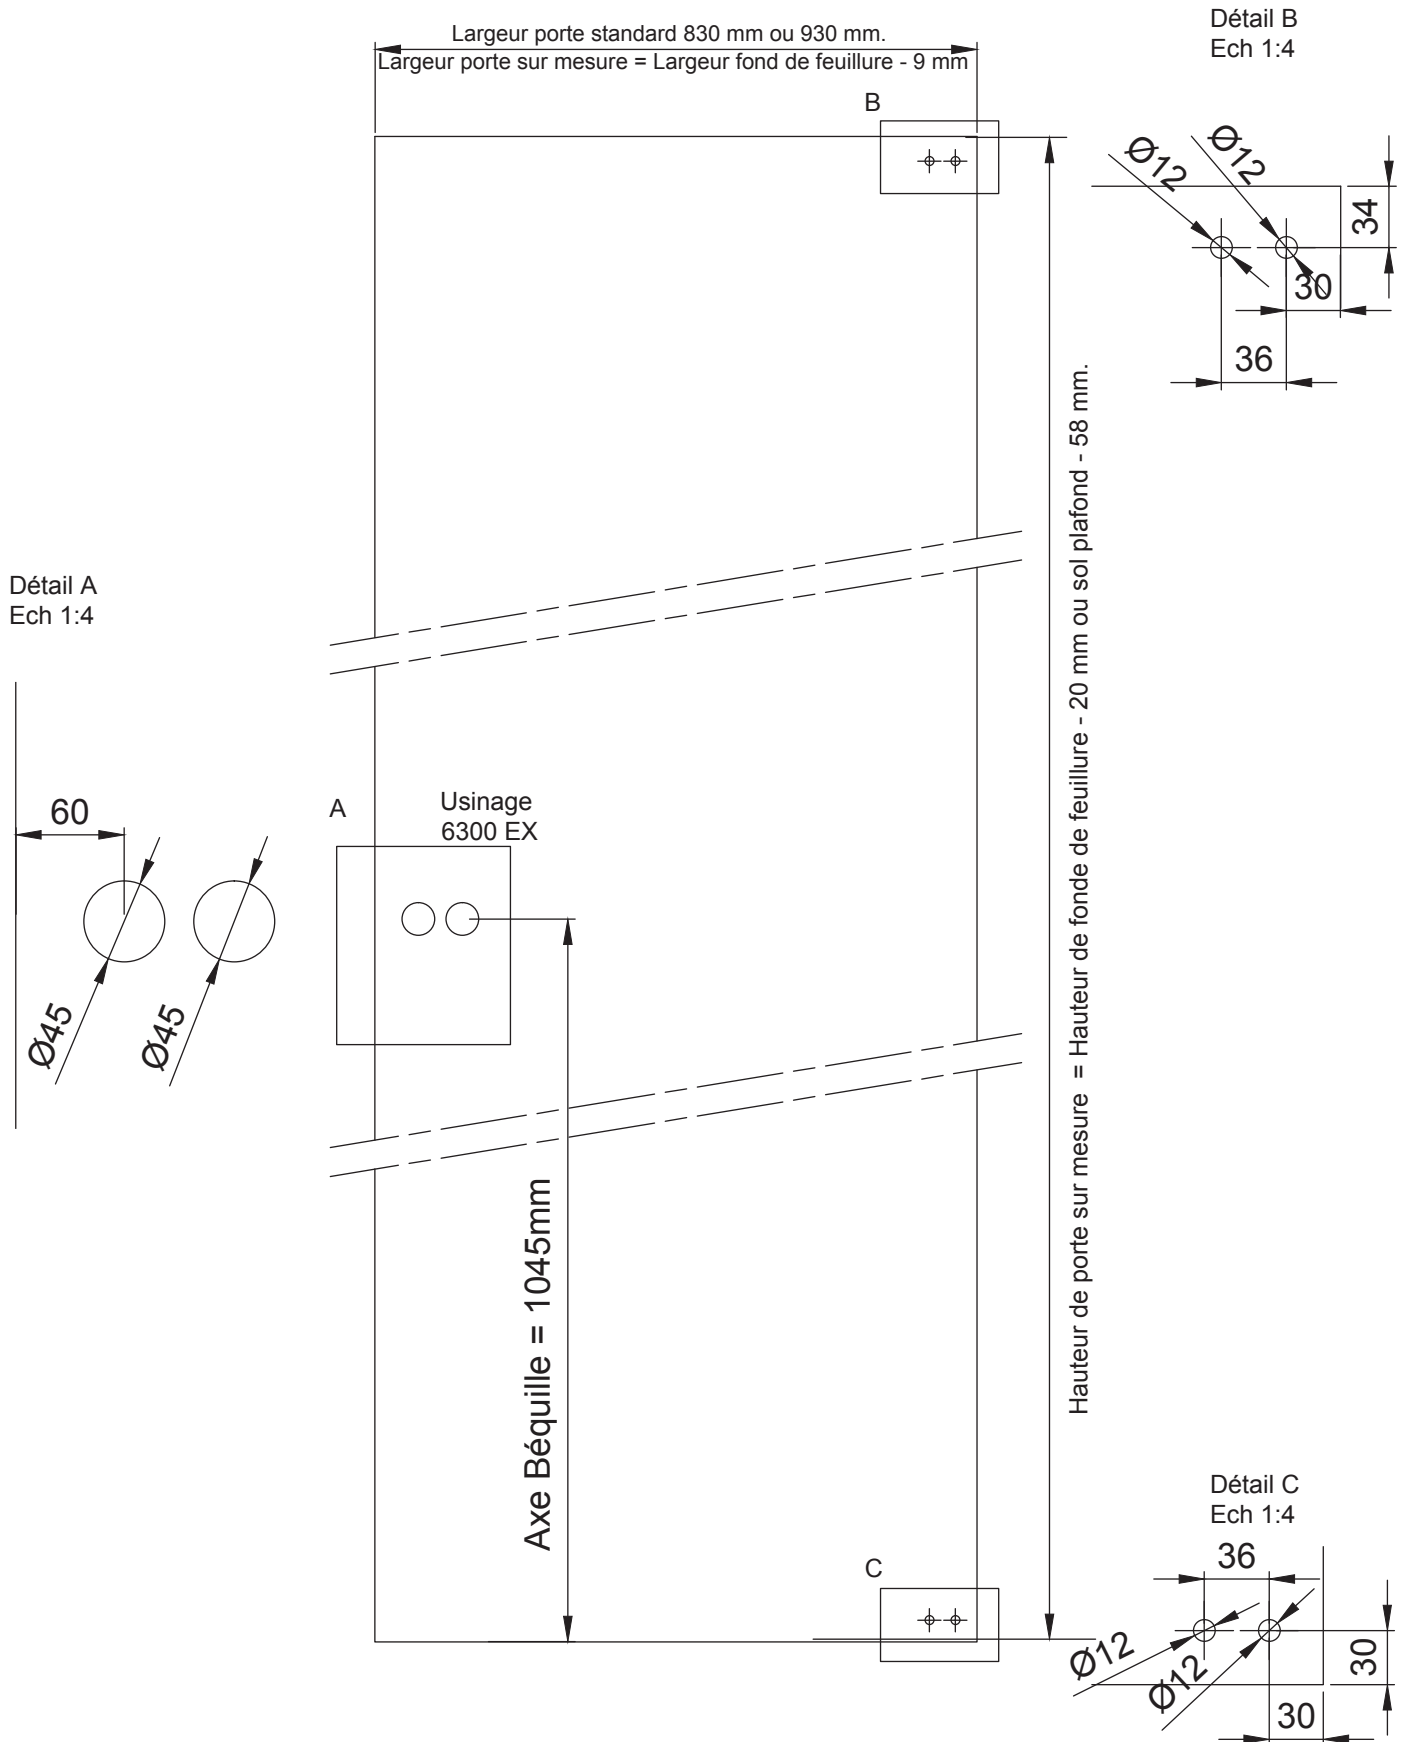 Largeur porte standard 830 mm ou 930 mm.
Largeur porte sur mesure = Largeur fond de feuillure - 9 mm
Détail B
Ech 1:4
B
Ø12
Ø12
34
30
36
Hauteur de porte sur mesure = Hauteur de fonde de feuillure - 20 mm ou sol plafond - 58 mm.
Détail A
Ech 1:4
60
Ø45
Ø45
A
Usinage
6300 EX
Axe Béquille = 1045mm
C
Détail C
Ech 1:4
36
Ø12
Ø12
30
30